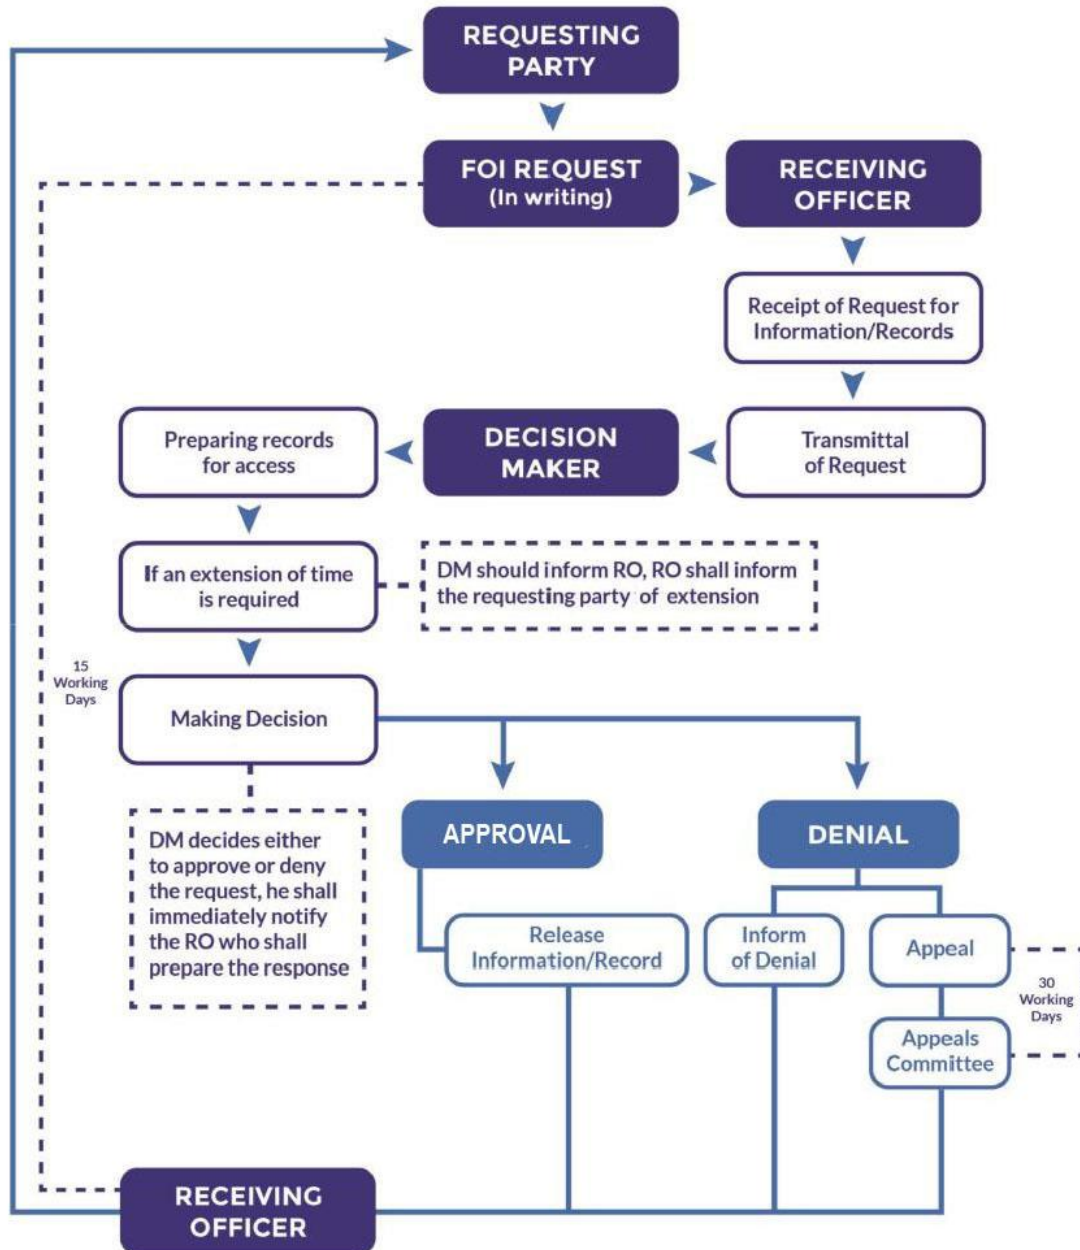 REQUESTING
PARTY
FOI REQUEST
(In writing)
RECEIVING
OFFICER
Receipt of Request for
Information/Records
Transmittal
of Request
DECISION
MAKER
Preparing records
for access
If an extension of time
is required
DM should inform RO, RO shall inform
the requesting party of extension
15
Working
Days
Making Decision
DM decides either
to approve or deny
the request, he shall
immediately notify
the RO who shall
prepare the response
APPROVAL
Release
Information/Record
DENIAL
Inform
of Denial
Appeal
30
Working
Days
Appeals
Committee
RECEIVING
OFFICER